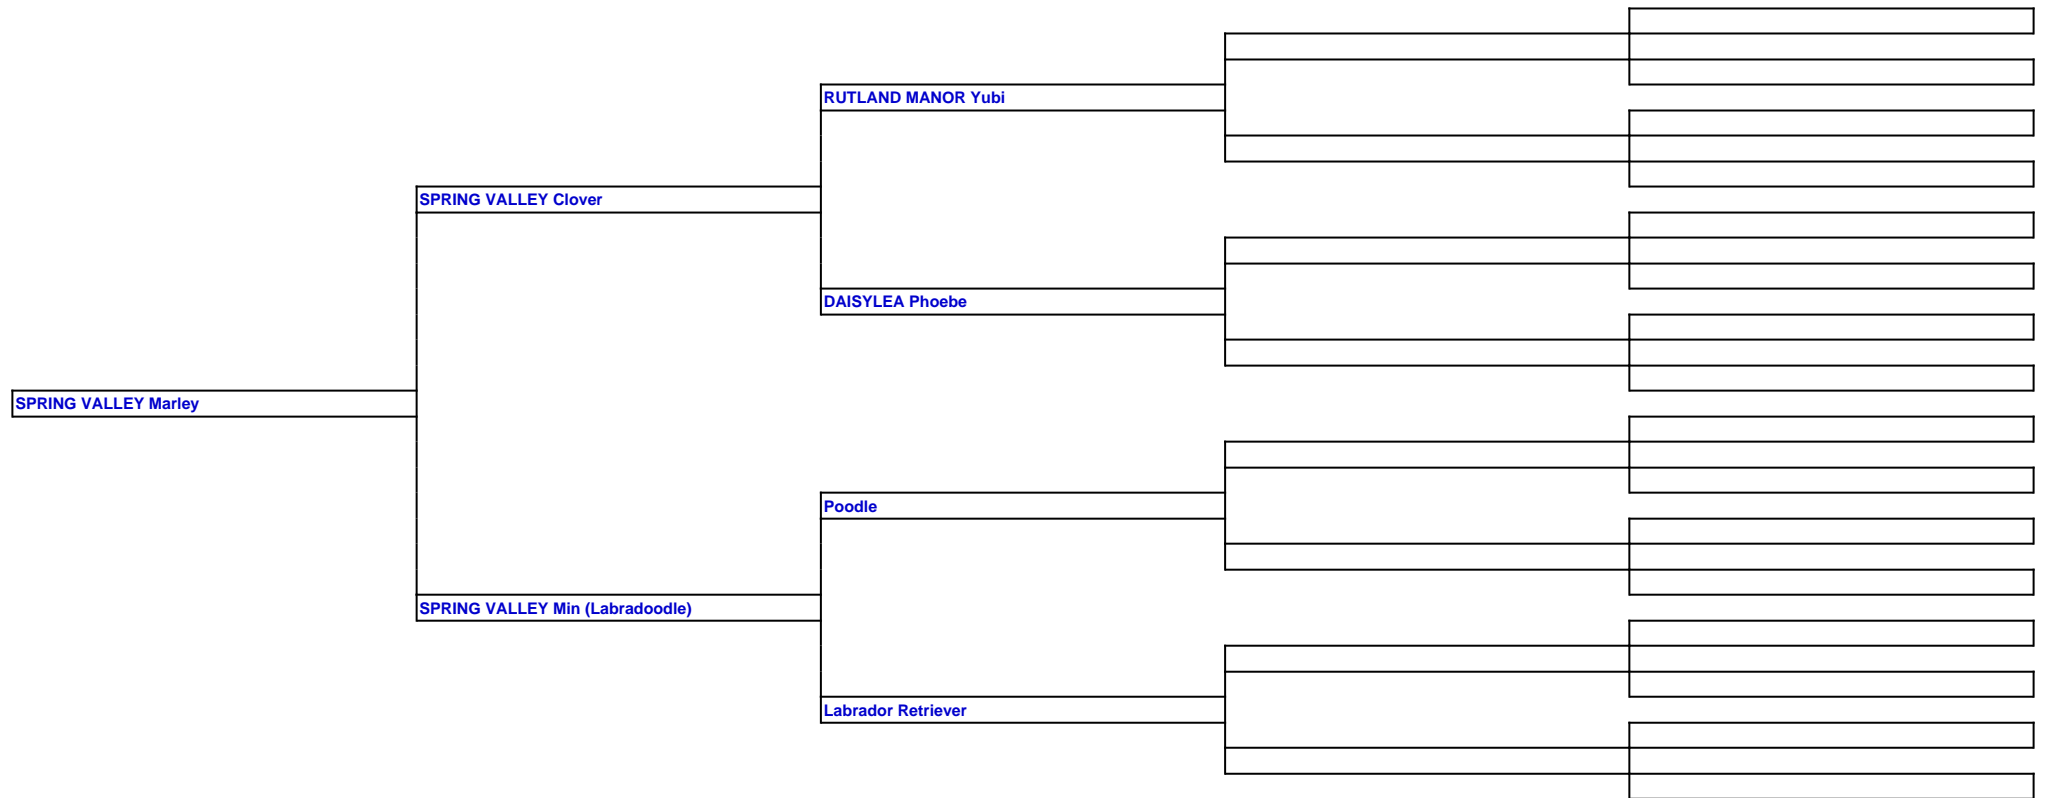 RUTLAND MANOR Yubi
SPRING VALLEY Clover
DAISYLEA Phoebe
SPRING VALLEY Marley
Poodle
SPRING VALLEY Min (Labradoodle)
Labrador Retriever